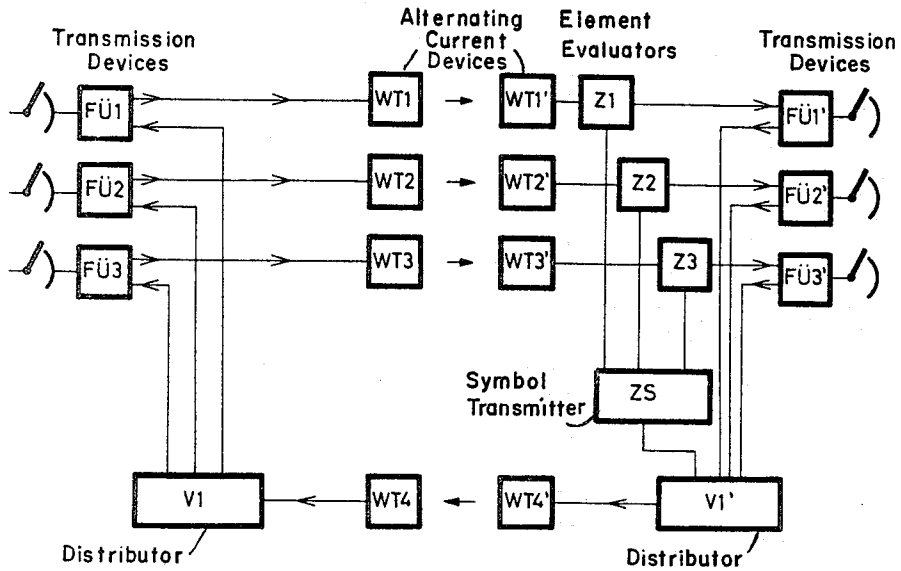 Alternating
Current
Devices
Element
Evaluators
Transmission
Devices
Transmission
Devices
FÜ1
WT1
WT1'
Z1
FÜ1'
FÜ2
WT2
WT2'
Z2
FÜ2'
FÜ3
WT3
WT3'
Z3
FÜ3'
Symbol
Transmitter
ZS
V1
WT4
WT4'
V1'
Distributor
Distributor